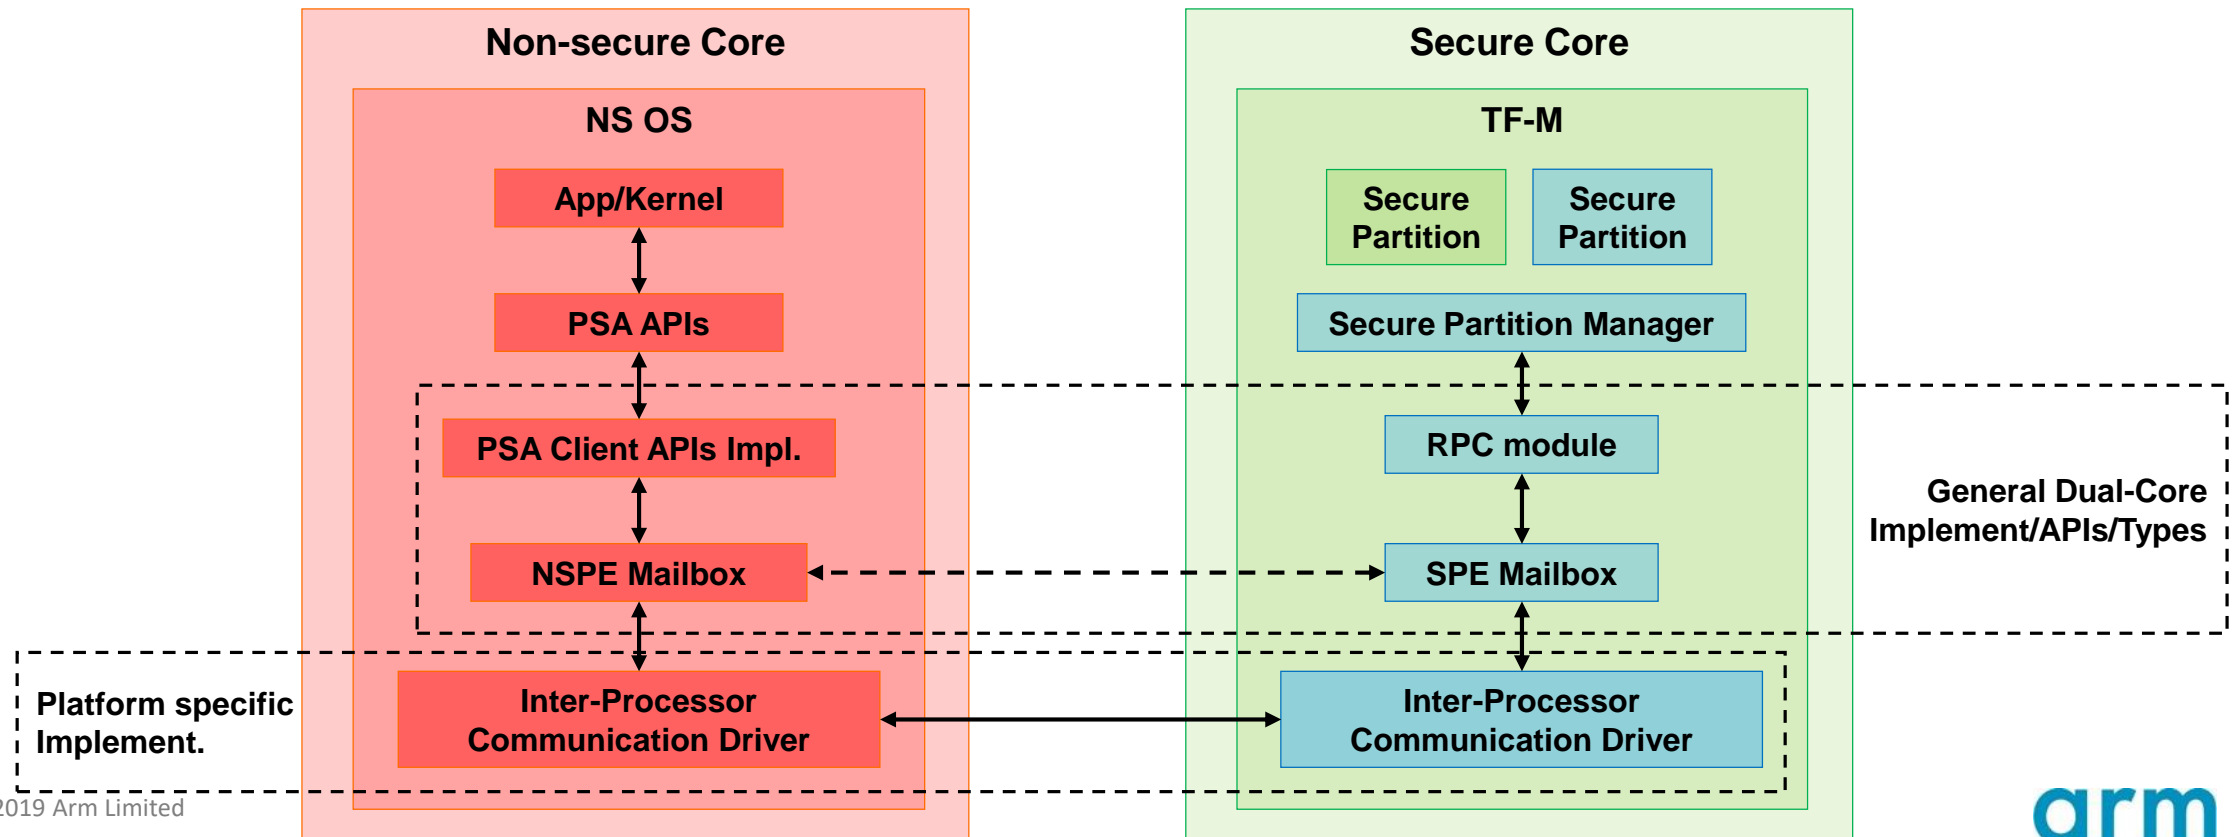 Non-secure Core
NS OS
App/Kernel
PSA APIs
PSA Client APIs Impl.
NSPE Mailbox
Inter-Processor
Communication Driver
Secure Core
TF-M
Secure
Partition
Secure
Partition
Secure Partition Manager
RPC module
SPE Mailbox
Inter-Processor
Communication Driver
General Dual-Core
Implement/APIs/Types
Platform specific
Implement.
2019 Arm Limited
arm